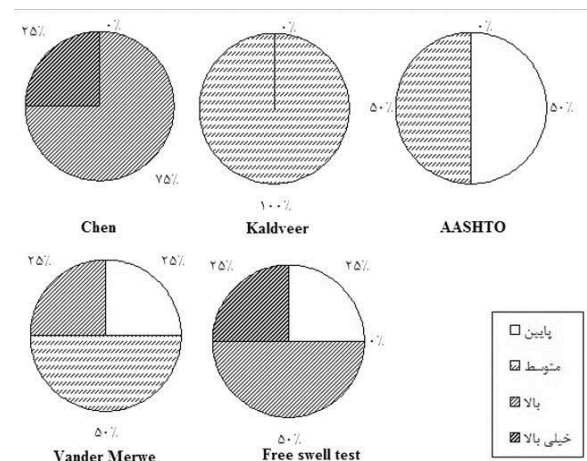 ۲۵٪ ۰٪
۷۵٪
Chen
۰٪
۱۰۰٪
Kaldveer
۰٪
۵۰٪ ۵۰٪
AASHTO
۲۵٪ ۲۵٪
۵۰٪
Vander Merwe
۲۵٪ ۲۵٪
۰٪
۵۰٪
Free swell test
پایین
متوسط
بالا
خیلی بالا